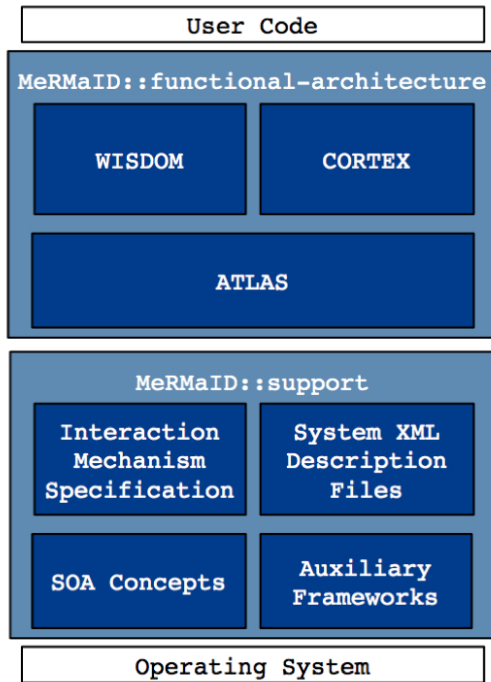 User Code
MeRMaID::functional-architecture
WISDOM
CORTEX
ATLAS
MeRMaID::support
Interaction
Mechanism
Specification
System XML
Description
Files
SOA Concepts
Auxiliary
Frameworks
Operating System